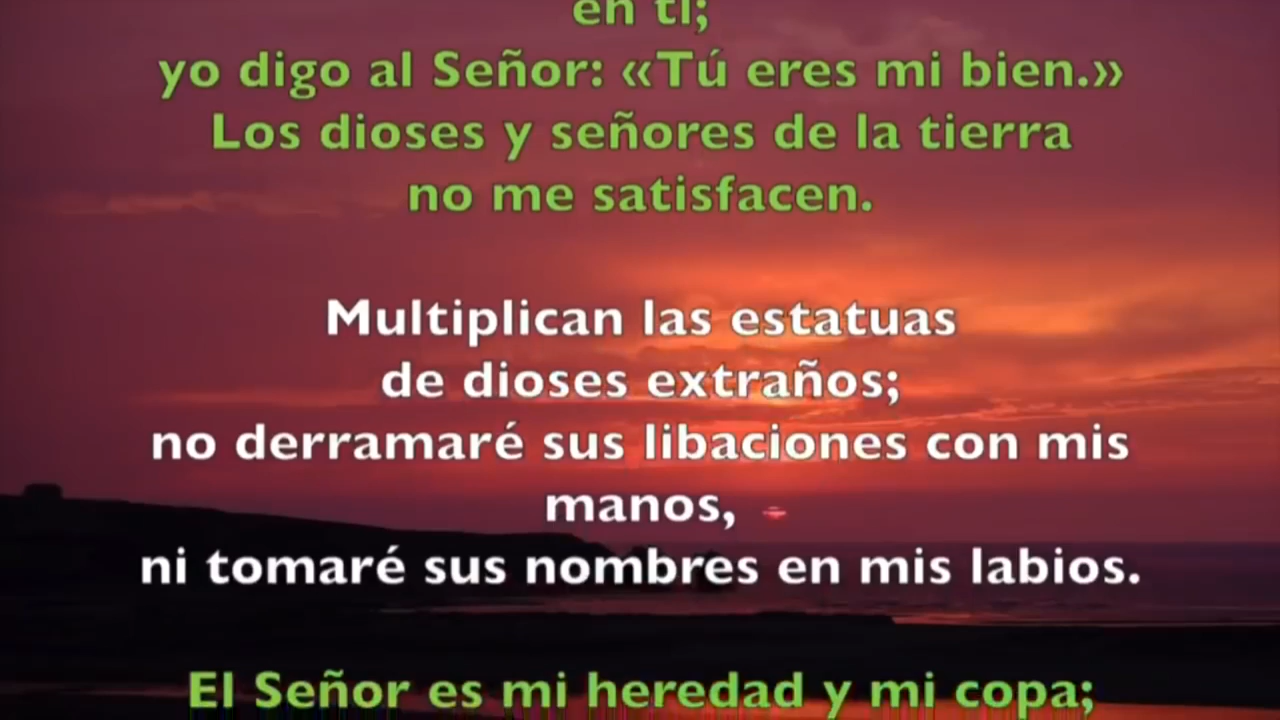 en ti;
yo digo al Señor: «Tú eres mi bien.»
Los dioses y señores de la tierra
no me satisfacen.
Multiplican las estatuas
de dioses extraños;
no derramaré sus libaciones con mis
manos,
ni tomaré sus nombres en mis labios.
El Señor es mi heredad y mi copa;